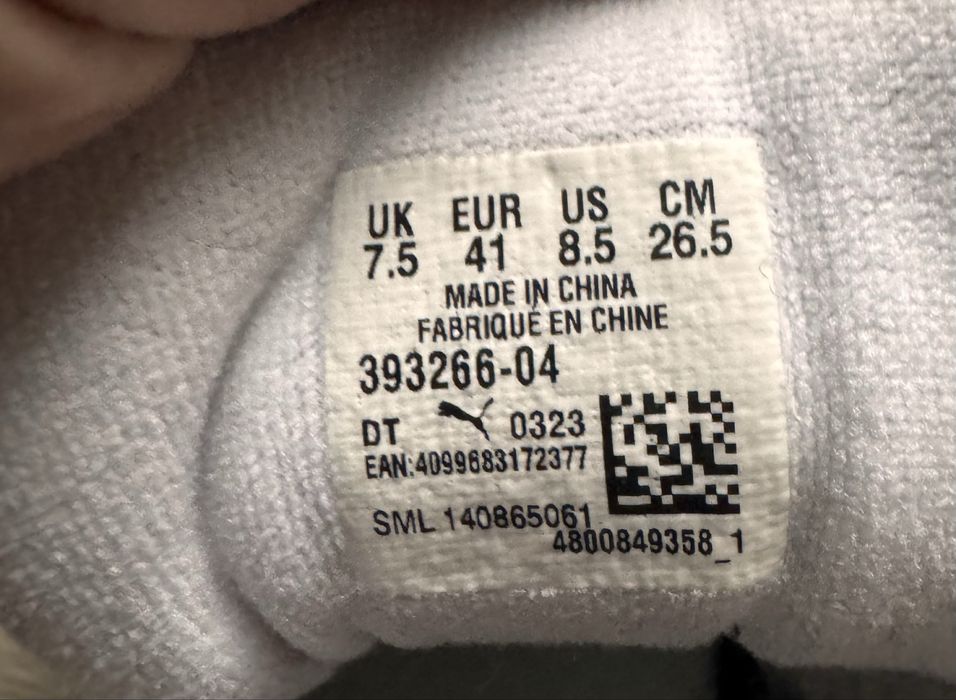 UK EUR US CM
7.5 41 8.5 26.5
MADE IN CHINA
FABRIQUÉ EN CHINE
393266-04
DT 0323
EAN:4099683172377
SML 140865061
4800849358_1